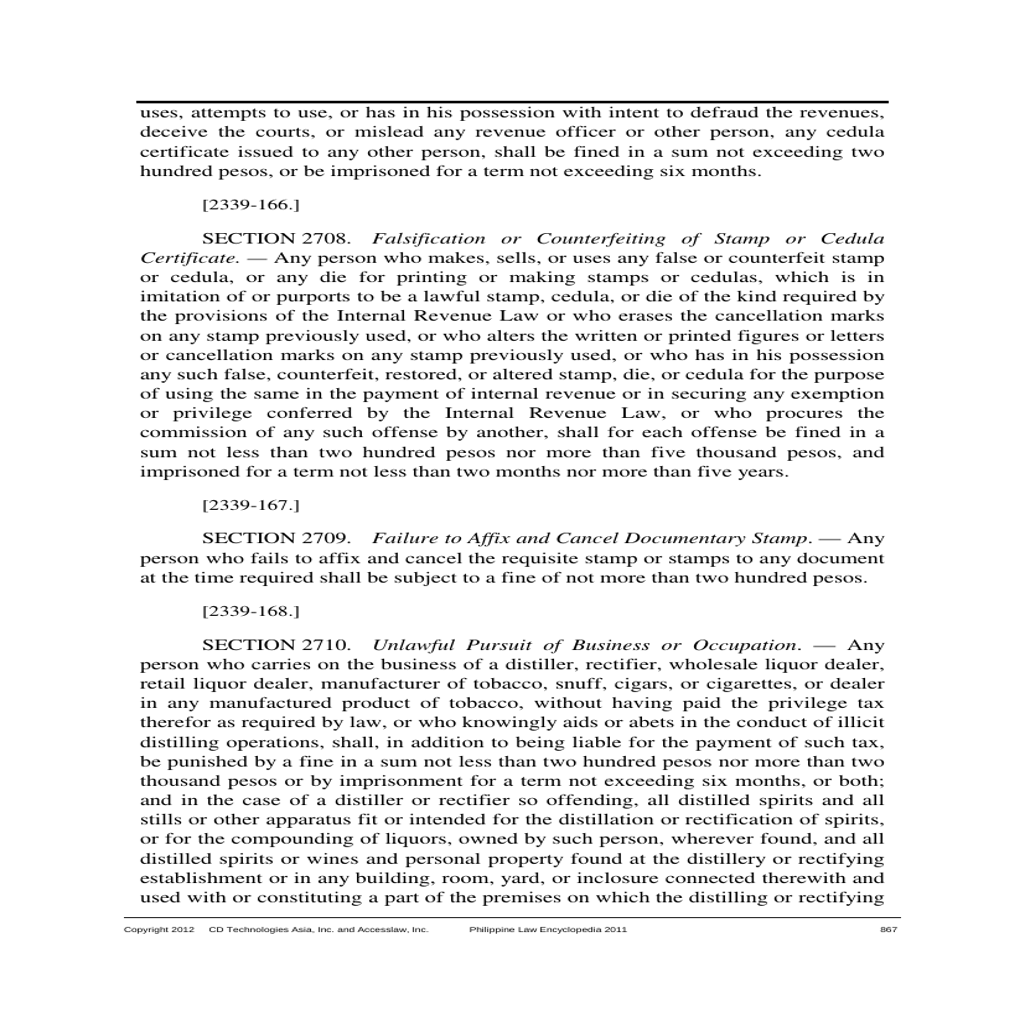 uses, attempts to use, or has in his possession with intent to defraud the revenues,
deceive the courts, or mislead any revenue officer or other person, any cedula
certificate issued to any other person, shall be fined in a sum not exceeding two
hundred pesos, or be imprisoned for a term not exceeding six months.
[2339-166.]
SECTION 2708. Falsification or Counterfeiting of Stamp or Cedula
Certificate. — Any person who makes, sells, or uses any false or counterfeit stamp
or cedula, or any die for printing or making stamps or cedulas, which is in
imitation of or purports to be a lawful stamp, cedula, or die of the kind required by
the provisions of the Internal Revenue Law or who erases the cancellation marks
on any stamp previously used, or who alters the written or printed figures or letters
or cancellation marks on any stamp previously used, or who has in his possession
any such false, counterfeit, restored, or altered stamp, die, or cedula for the purpose
of using the same in the payment of internal revenue or in securing any exemption
or privilege conferred by the Internal Revenue Law, or who procures the
commission of any such offense by another, shall for each offense be fined in a
sum not less than two hundred pesos nor more than five thousand pesos, and
imprisoned for a term not less than two months nor more than five years.
[2339-167.]
SECTION 2709. Failure to Affix and Cancel Documentary Stamp. — Any
person who fails to affix and cancel the requisite stamp or stamps to any document
at the time required shall be subject to a fine of not more than two hundred pesos.
[2339-168.]
SECTION 2710. Unlawful Pursuit of Business or Occupation. — Any
person who carries on the business of a distiller, rectifier, wholesale liquor dealer,
retail liquor dealer, manufacturer of tobacco, snuff, cigars, or cigarettes, or dealer
in any manufactured product of tobacco, without having paid the privilege tax
therefor as required by law, or who knowingly aids or abets in the conduct of illicit
distilling operations, shall, in addition to being liable for the payment of such tax,
be punished by a fine in a sum not less than two hundred pesos nor more than two
thousand pesos or by imprisonment for a term not exceeding six months, or both;
and in the case of a distiller or rectifier so offending, all distilled spirits and all
stills or other apparatus fit or intended for the distillation or rectification of spirits,
or for the compounding of liquors, owned by such person, wherever found, and all
distilled spirits or wines and personal property found at the distillery or rectifying
establishment or in any building, room, yard, or inclosure connected therewith and
used with or constituting a part of the premises on which the distilling or rectifying
Copyright 2012 CD Technologies Asia, Inc. and Accesslaw, Inc. Philippine Law Encyclopedia 2011 867